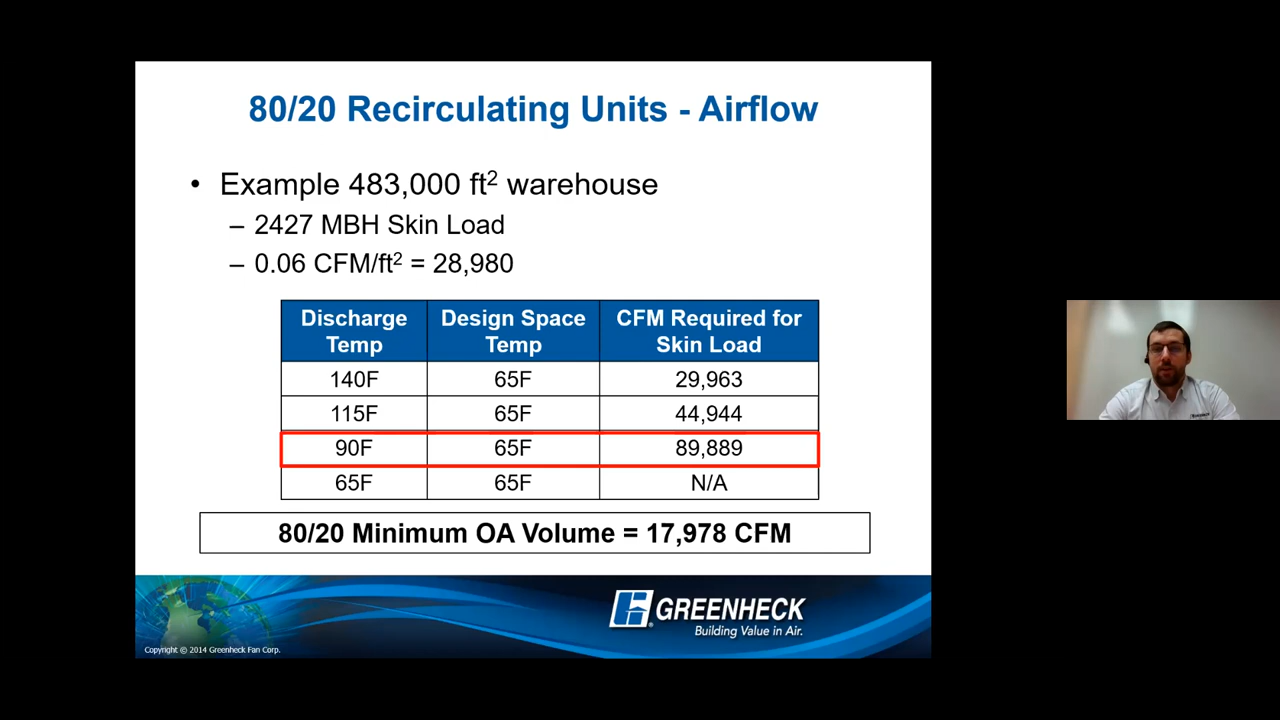 80/20 Recirculating Units - Airflow
• Example 483,000 ft² warehouse
– 2427 MBH Skin Load
– 0.06 CFM/ft² = 28,980
Discharge Temp | Design Space Temp | CFM Required for Skin Load
140F | 65F | 29,963
115F | 65F | 44,944
90F | 65F | 89,889
65F | 65F | N/A
80/20 Minimum OA Volume = 17,978 CFM
GREENHECK
Building Value in Air.
Copyright © 2014 Greenheck Fan Corp.